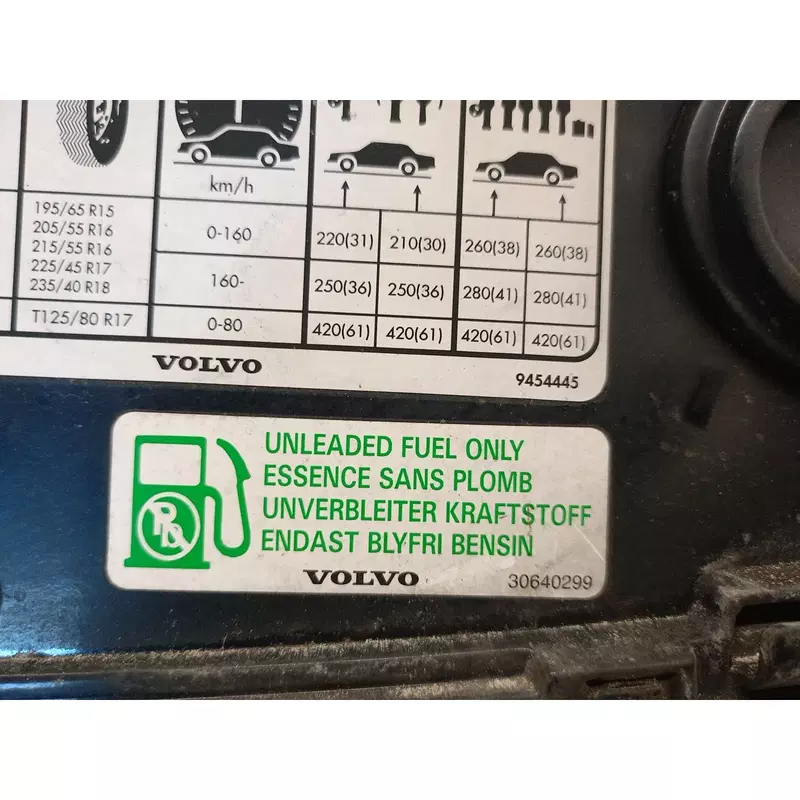 km/h
195/65 R15
205/55 R16
215/55 R16
225/45 R17
235/40 R18
0-160 220(31) 210(30) 260(38) 260(38)
160- 250(36) 250(36) 280(41) 280(41)
T125/80 R17 0-80 420(61) 420(61) 420(61) 420(61)
VOLVO
9454445
UNLEADED FUEL ONLY
ESSENCE SANS PLOMB
UNVERBLEITER KRAFTSTOFF
ENDAST BLYFRI BENSIN
VOLVO 30640299